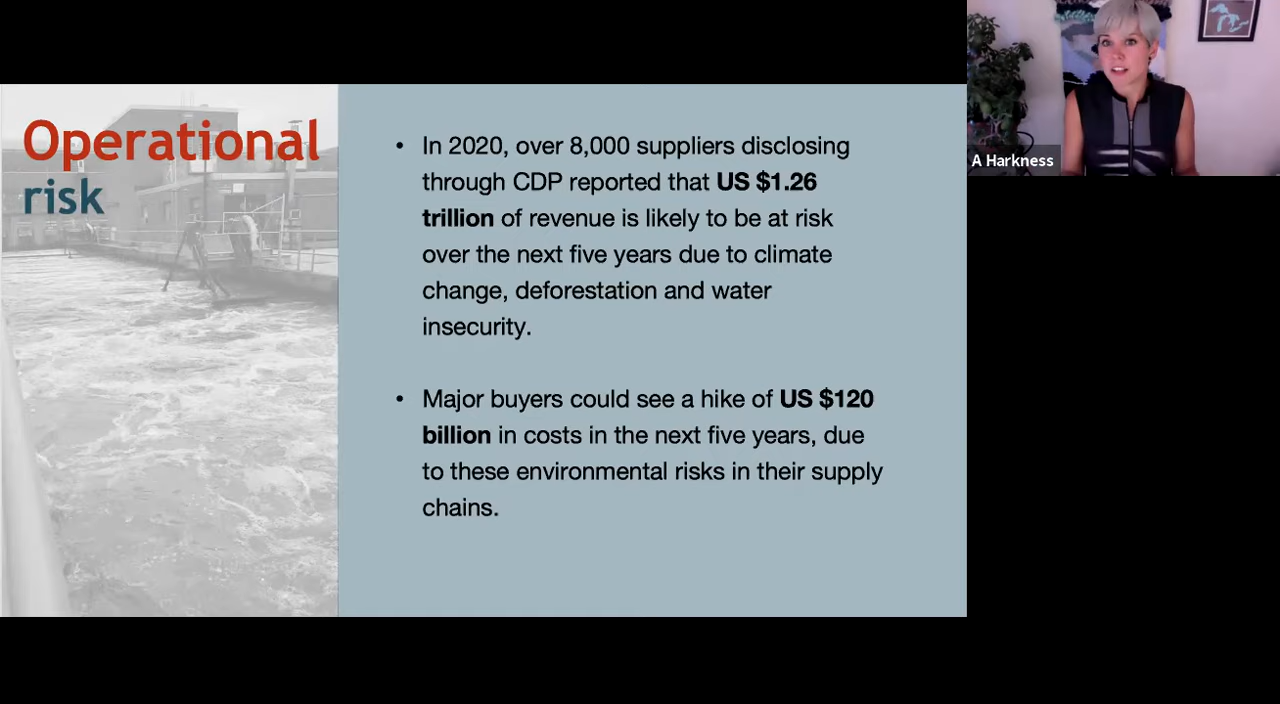 Operational
risk
• In 2020, over 8,000 suppliers disclosing
through CDP reported that US $1.26
trillion of revenue is likely to be at risk
over the next five years due to climate
change, deforestation and water
insecurity.
• Major buyers could see a hike of US $120
billion in costs in the next five years, due
to these environmental risks in their supply
chains.
A Harkness